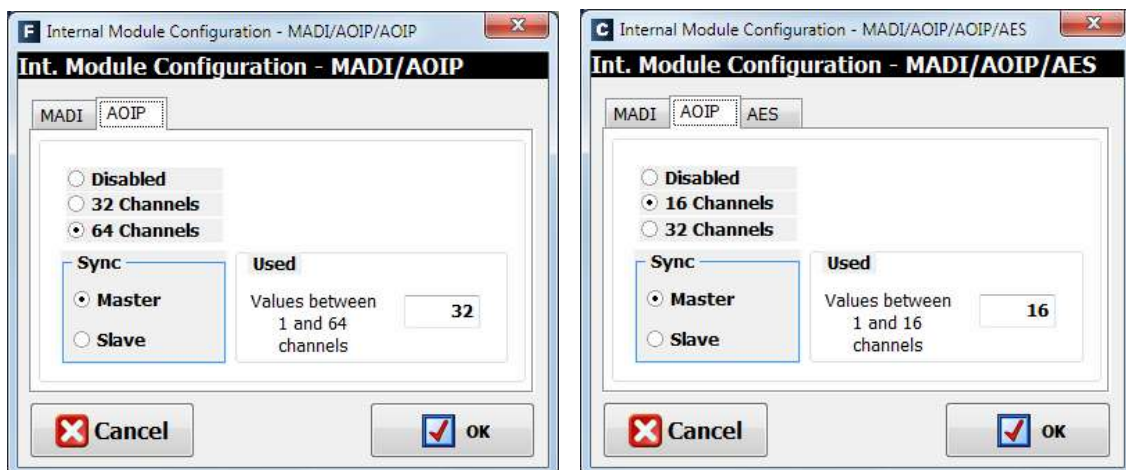 F Internal Module Configuration - MADI/AOIP/AOIP
Int. Module Configuration - MADI/AOIP
MADI AOIP
Disabled
32 Channels
64 Channels
Sync
Master
Slave
Used
Values between
1 and 64
channels
32
Cancel
OK
C Internal Module Configuration - MADI/AOIP/AOIP/AES
Int. Module Configuration - MADI/AOIP/AES
MADI AOIP AES
Disabled
16 Channels
32 Channels
Sync
Master
Slave
Used
Values between
1 and 16
channels
16
Cancel
OK